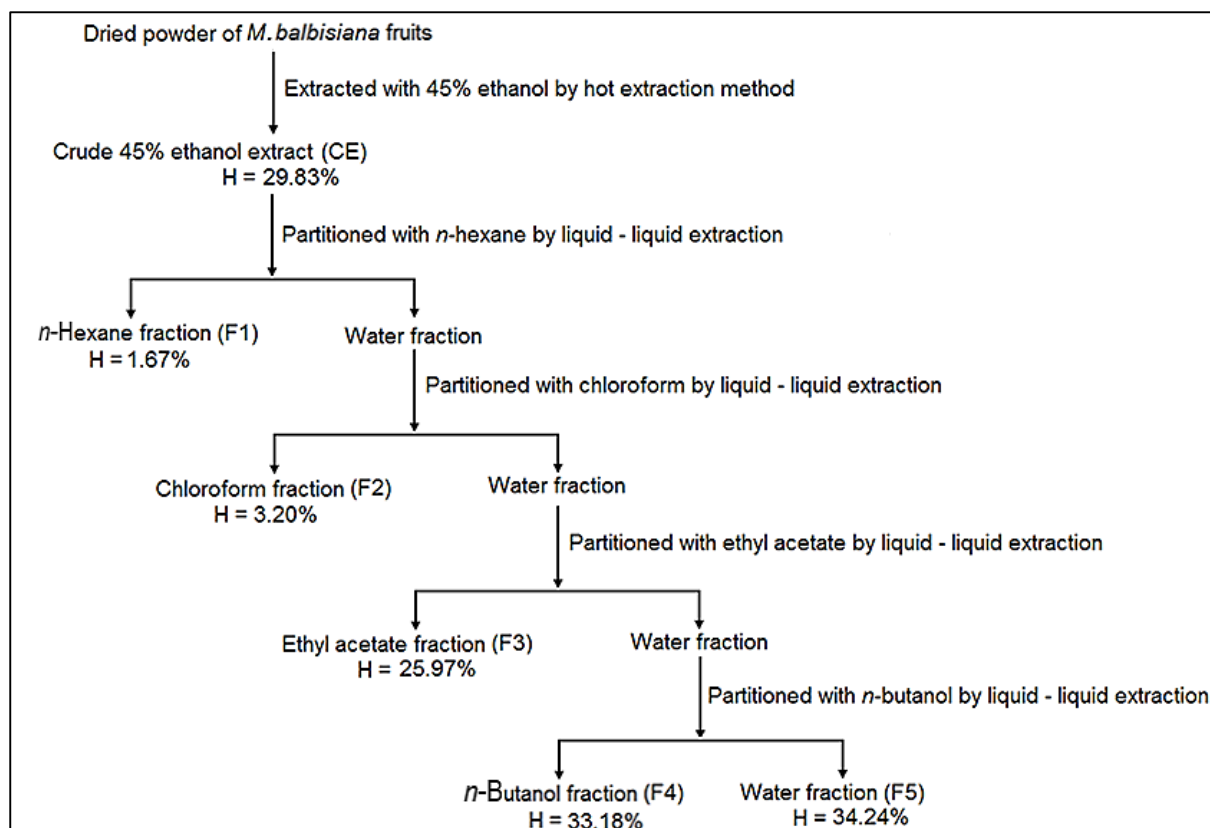 Dried powder of M.balbisiana fruits
Extracted with 45% ethanol by hot extraction method
Crude 45% ethanol extract (CE)
H = 29.83%
Partitioned with n-hexane by liquid - liquid extraction
n-Hexane fraction (F1)
H = 1.67%
Water fraction
Partitioned with chloroform by liquid - liquid extraction
Chloroform fraction (F2)
H = 3.20%
Water fraction
Partitioned with ethyl acetate by liquid - liquid extraction
Ethyl acetate fraction (F3)
H = 25.97%
Water fraction
Partitioned with n-butanol by liquid - liquid extraction
n-Butanol fraction (F4)
H = 33.18%
Water fraction (F5)
H = 34.24%